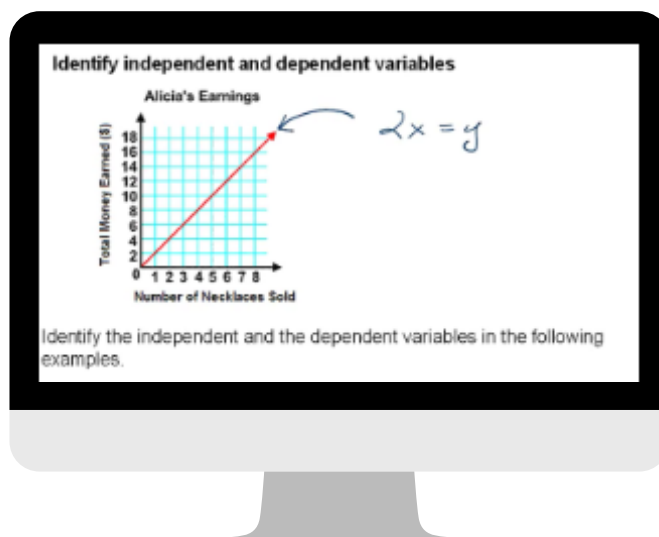 Identify independent and dependent variables
Alicia's Earnings
2x = y
Total Money Earned ($)
18
16
14
12
10
8
6
4
2
0 1 2 3 4 5 6 7 8
Number of Necklaces Sold
Identify the independent and the dependent variables in the following
examples.